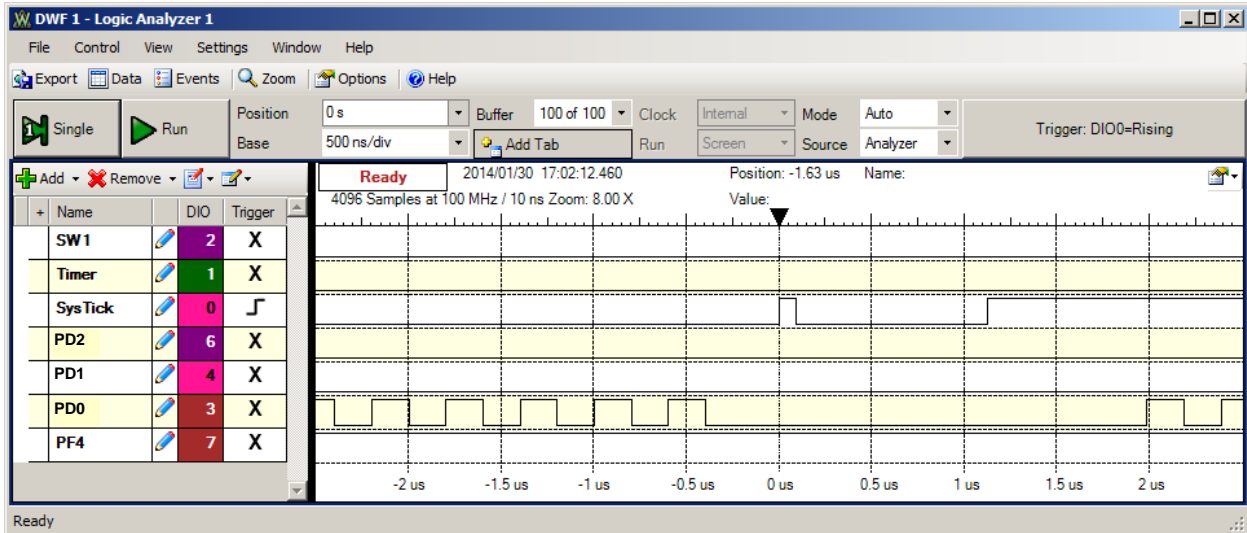 DWF 1 - Logic Analyzer 1
File Control View Settings Window Help
Export Data Events Zoom Options Help
Single Run Position 0 s Buffer 100 of 100 Clock Internal Mode Auto Trigger: DIO0=Rising
Base 500 ns/div Add Tab Run Screen Source Analyzer
Add Remove Ready 2014/01/30 17:02:12.460 Position: -1.63 us Name:
4096 Samples at 100 MHz / 10 ns Zoom: 8.00 X Value:
+ Name DIO Trigger
SW1 2 X
Timer 1 X
SysTick 0
PD2 6 X
PD1 4 X
PD0 3 X
PF4 7 X
-2 us -1.5 us -1 us -0.5 us 0 us 0.5 us 1 us 1.5 us 2 us
Ready